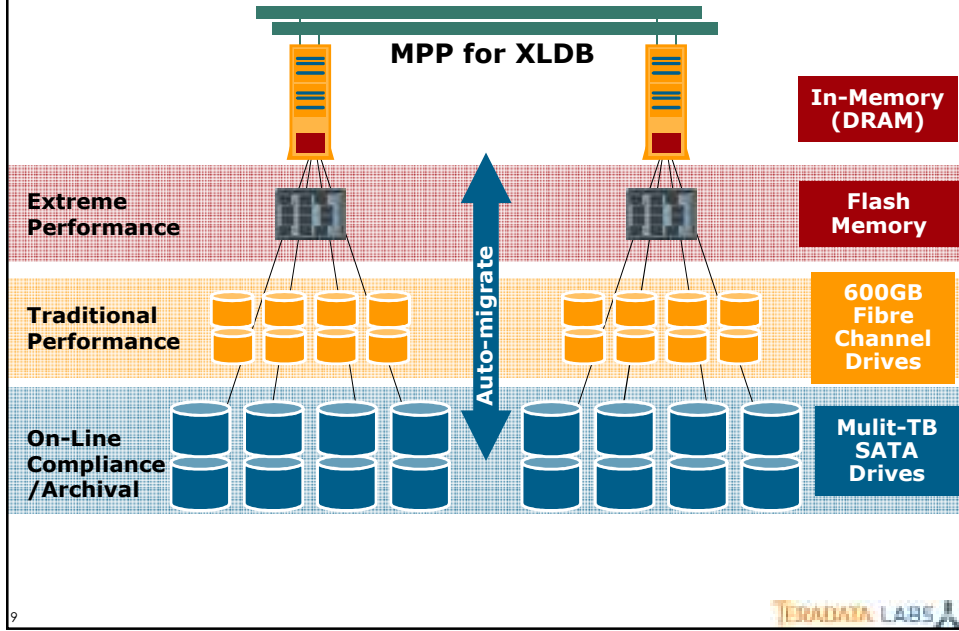 MPP for XLDB
In-Memory
(DRAM)
Extreme
Performance
Flash
Memory
Traditional
Performance
600GB
Fibre
Channel
Drives
Auto-migrate
On-Line
Compliance
/Archival
Mulit-TB
SATA
Drives
9
TERADATA LABS